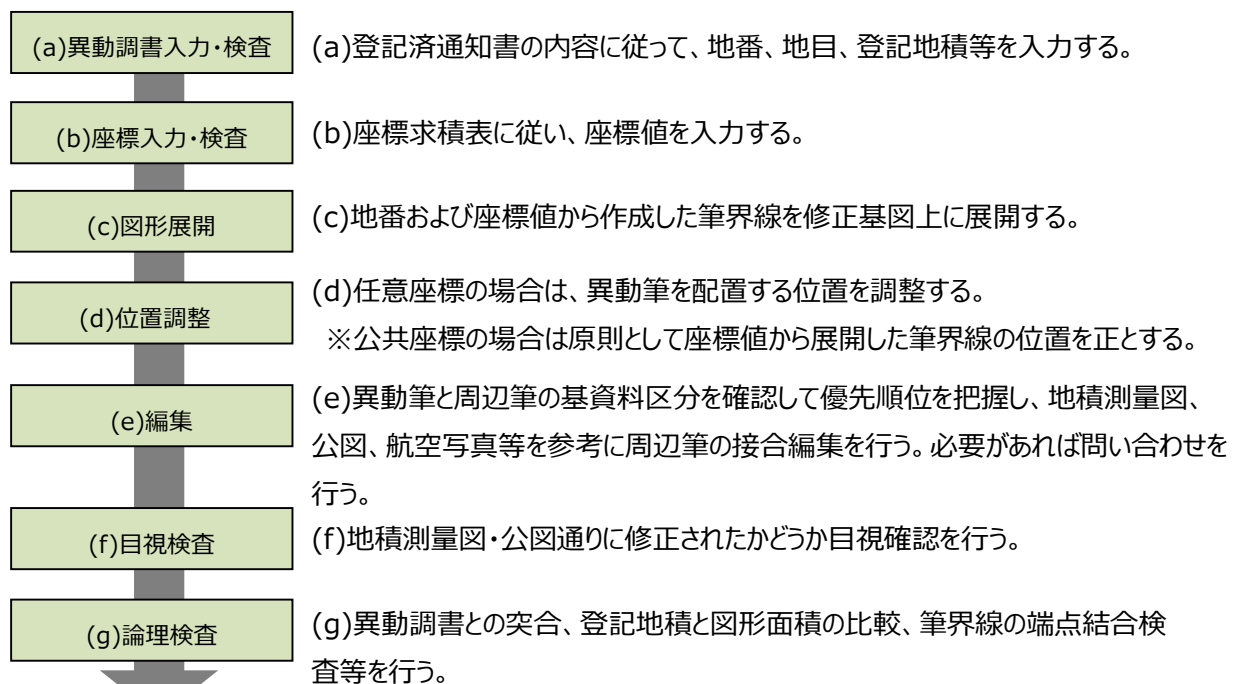 (a)異動調書入力・検査
(a)登記済通知書の内容に従って、地番、地目、登記地積等を入力する。
(b)座標入力・検査
(b)座標求積表に従い、座標値を入力する。
(c)図形展開
(c)地番および座標値から作成した筆界線を修正基図上に展開する。
(d)位置調整
(d)任意座標の場合は、異動筆を配置する位置を調整する。
※公共座標の場合は原則として座標値から展開した筆界線の位置を正とする。
(e)編集
(e)異動筆と周辺筆の基資料区分を確認して優先順位を把握し、地積測量図、
公図、航空写真等を参考に周辺筆の接合編集を行う。必要があれば問い合わせを
行う。
(f)目視検査
(f)地積測量図・公図通りに修正されたかどうか目視確認を行う。
(g)論理検査
(g)異動調書との突合、登記地積と図形面積の比較、筆界線の端点結合検
査等を行う。